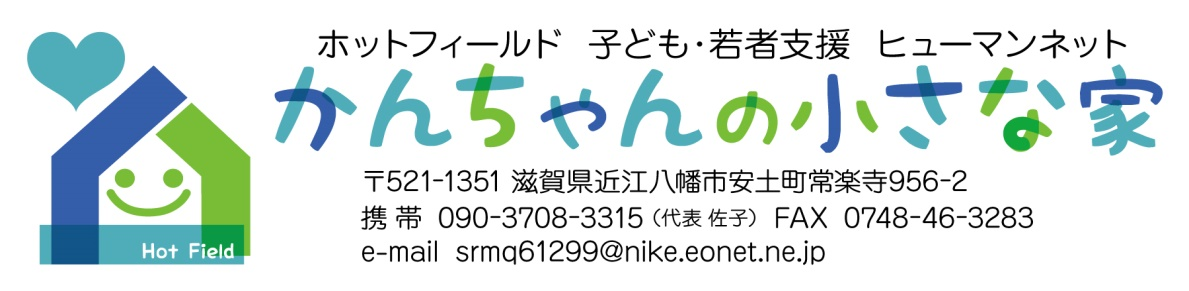 ホットフィールド 子ども・若者支援 ヒューマンネット
かんちゃんの小さな家
〒521-1351 滋賀県近江八幡市安土町常楽寺956-2
携帯 090-3708-3315（代表 佐子） FAX 0748-46-3283
e-mail srmq61299@nike.eonet.ne.jp
Hot Field